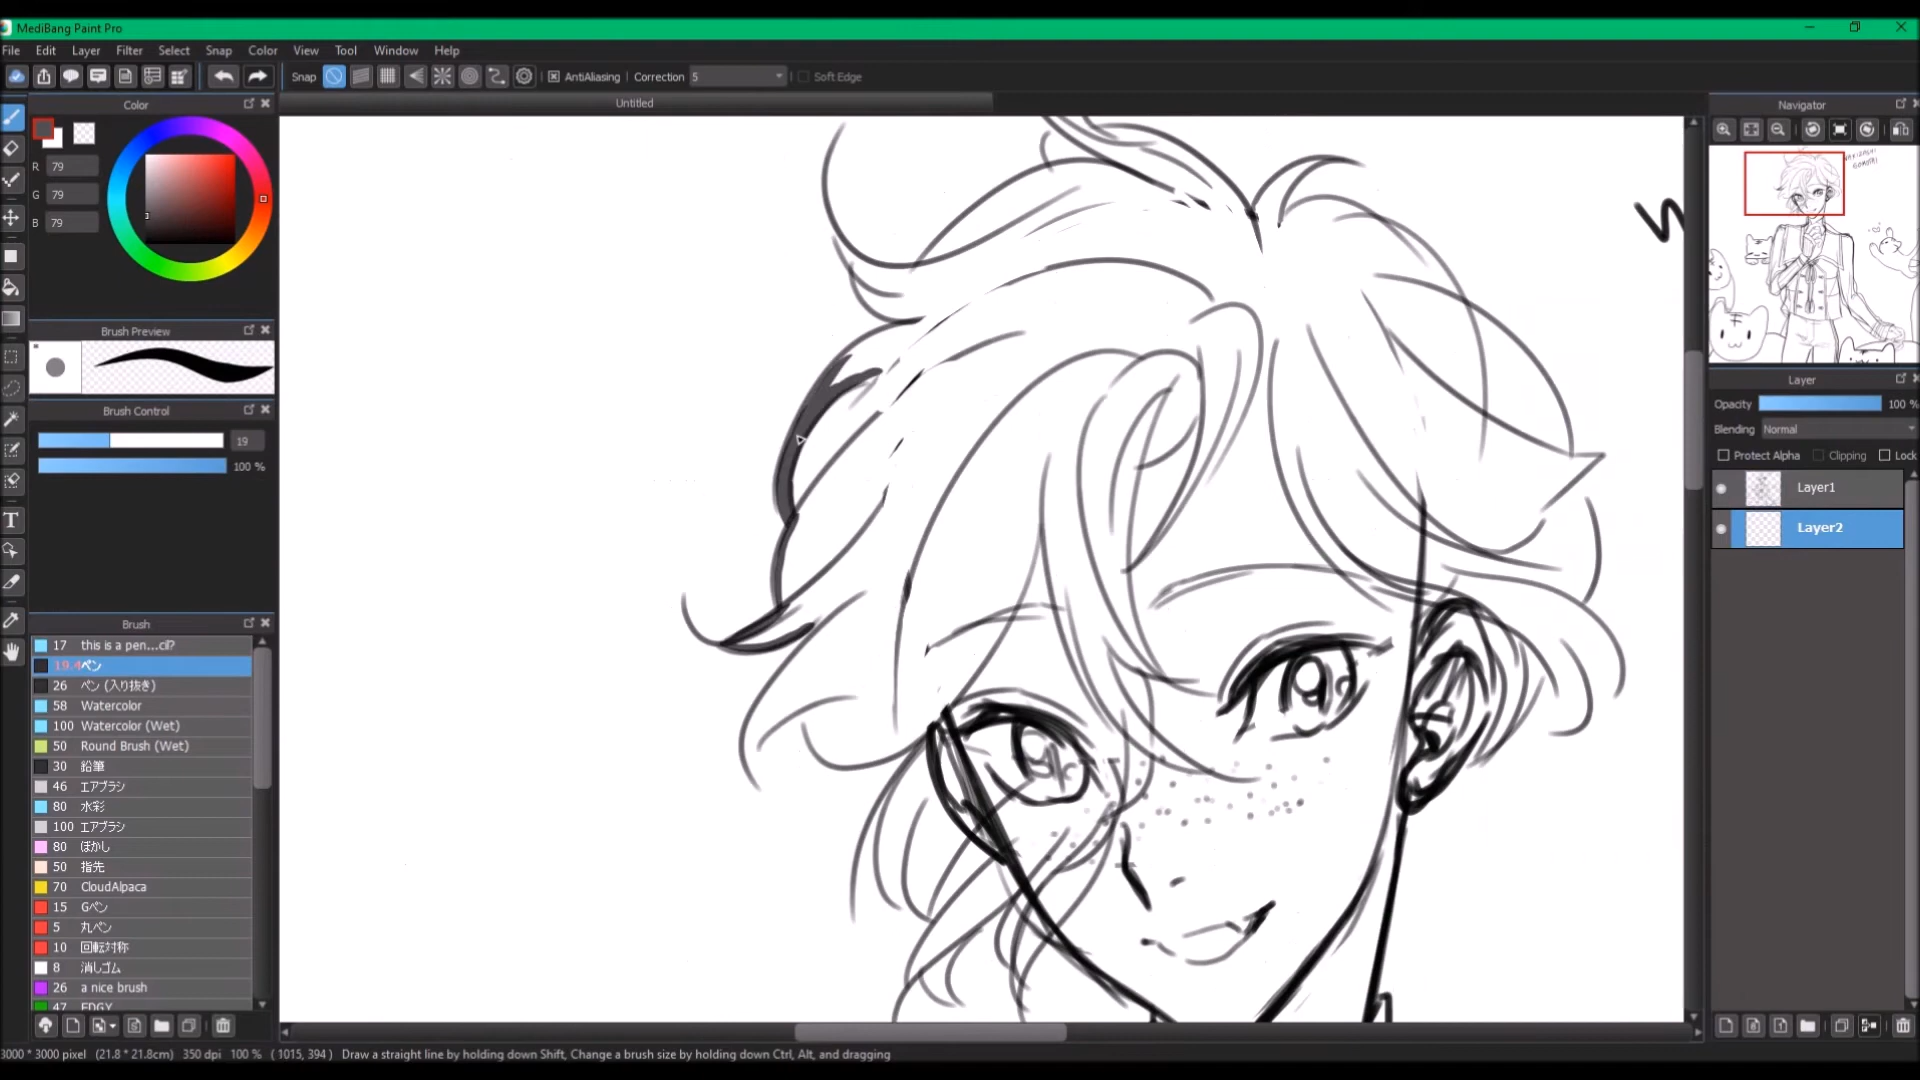 MediBang Paint Pro
File Edit Layer Filter Select Snap Color View Tool Window Help
Snap AntiAliasing Correction 5 Soft Edge
Color
Untitled
Navigator
R 79
G 79
B 79
Brush Preview
Brush Control
19
100 %
Layer
Opacity 100 %
Blending Normal
Protect Alpha Clipping Lock
Layer1
Layer2
Brush
17 this is a pen...cil?
19.4 ペン
26 ペン (入り抜き)
58 Watercolor
100 Watercolor (Wet)
50 Round Brush (Wet)
30 鉛筆
46 エアブラシ
80 水彩
100 エアブラシ
80 ぼかし
50 指先
70 CloudAlpaca
15 Gペン
5 丸ペン
10 回転対称
8 消しゴム
26 a nice brush
47 EDGY
3000 * 3000 pixel (21.8 * 21.8cm) 350 dpi 100 % ( 1015, 394 ) Draw a straight line by holding down Shift, Change a brush size by holding down Ctrl, Alt, and dragging